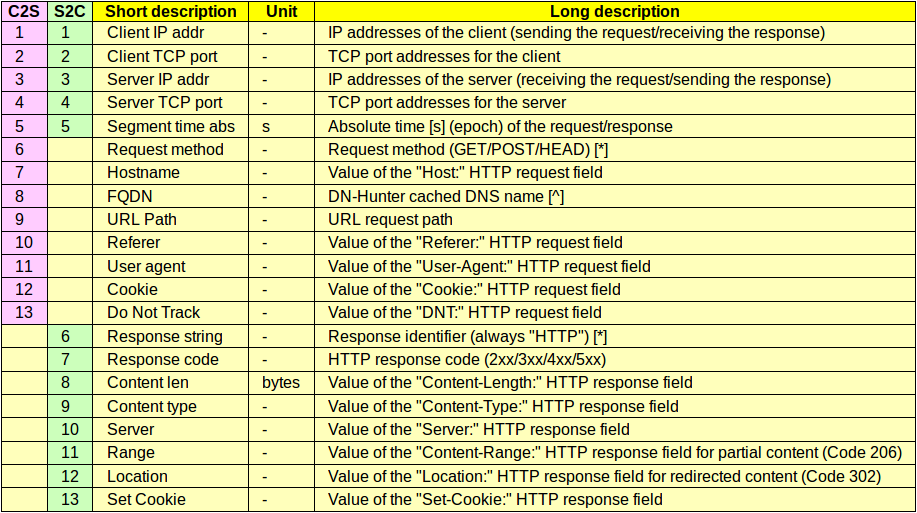 C2S S2C Short description Unit Long description
1 1 Client IP addr - IP addresses of the client (sending the request/receiving the response)
2 2 Client TCP port - TCP port addresses for the client
3 3 Server IP addr - IP addresses of the server (receiving the request/sending the response)
4 4 Server TCP port - TCP port addresses for the server
5 5 Segment time abs s Absolute time [s] (epoch) of the request/response
6 Request method - Request method (GET/POST/HEAD) [*]
7 Hostname - Value of the "Host:" HTTP request field
8 FQDN - DN-Hunter cached DNS name [^]
9 URL Path - URL request path
10 Referer - Value of the "Referer:" HTTP request field
11 User agent - Value of the "User-Agent:" HTTP request field
12 Cookie - Value of the "Cookie:" HTTP request field
13 Do Not Track - Value of the "DNT:" HTTP request field
6 Response string - Response identifier (always "HTTP") [*]
7 Response code - HTTP response code (2xx/3xx/4xx/5xx)
8 Content len bytes Value of the "Content-Length:" HTTP response field
9 Content type - Value of the "Content-Type:" HTTP response field
10 Server - Value of the "Server:" HTTP response field
11 Range - Value of the "Content-Range:" HTTP response field for partial content (Code 206)
12 Location - Value of the "Location:" HTTP response field for redirected content (Code 302)
13 Set Cookie - Value of the "Set-Cookie:" HTTP response field